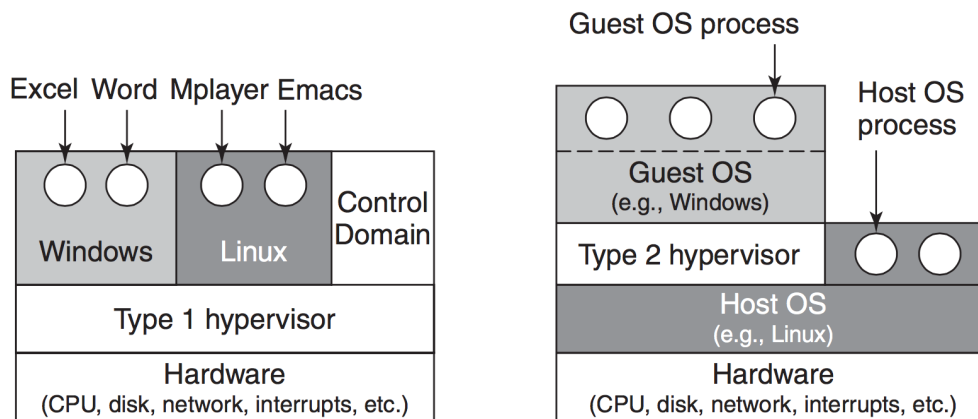 Excel Word Mplayer Emacs
Windows
Linux
Control
Domain
Type 1 hypervisor
Hardware
(CPU, disk, network, interrupts, etc.)
Guest OS process
Host OS
process
Guest OS
(e.g., Windows)
Type 2 hypervisor
Host OS
(e.g., Linux)
Hardware
(CPU, disk, network, interrupts, etc.)